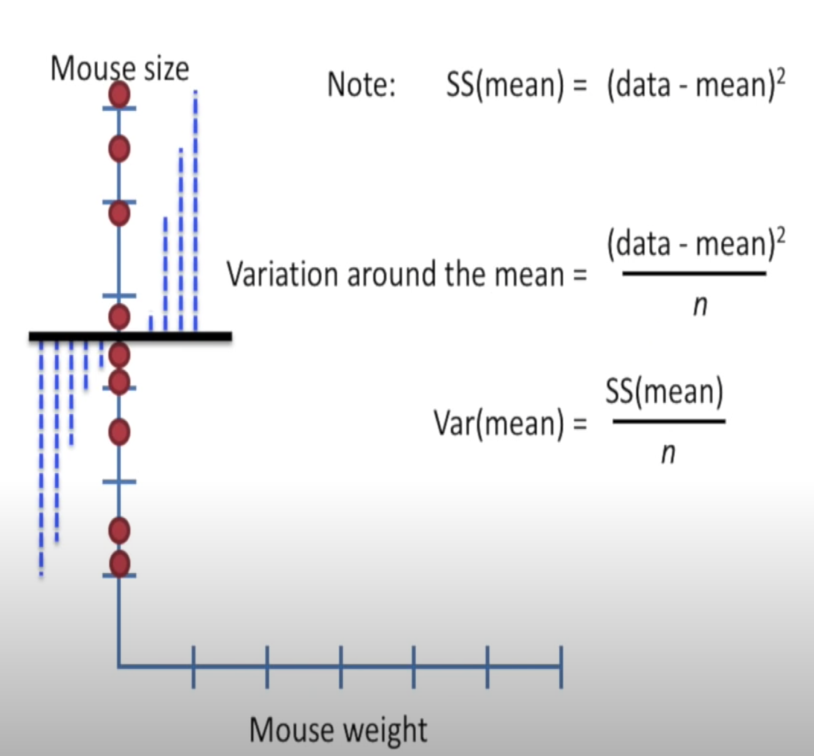 Mouse size
Note: SS(mean) = (data - mean)²
Variation around the mean = (data - mean)²
n
Var(mean) = SS(mean)
n
Mouse weight